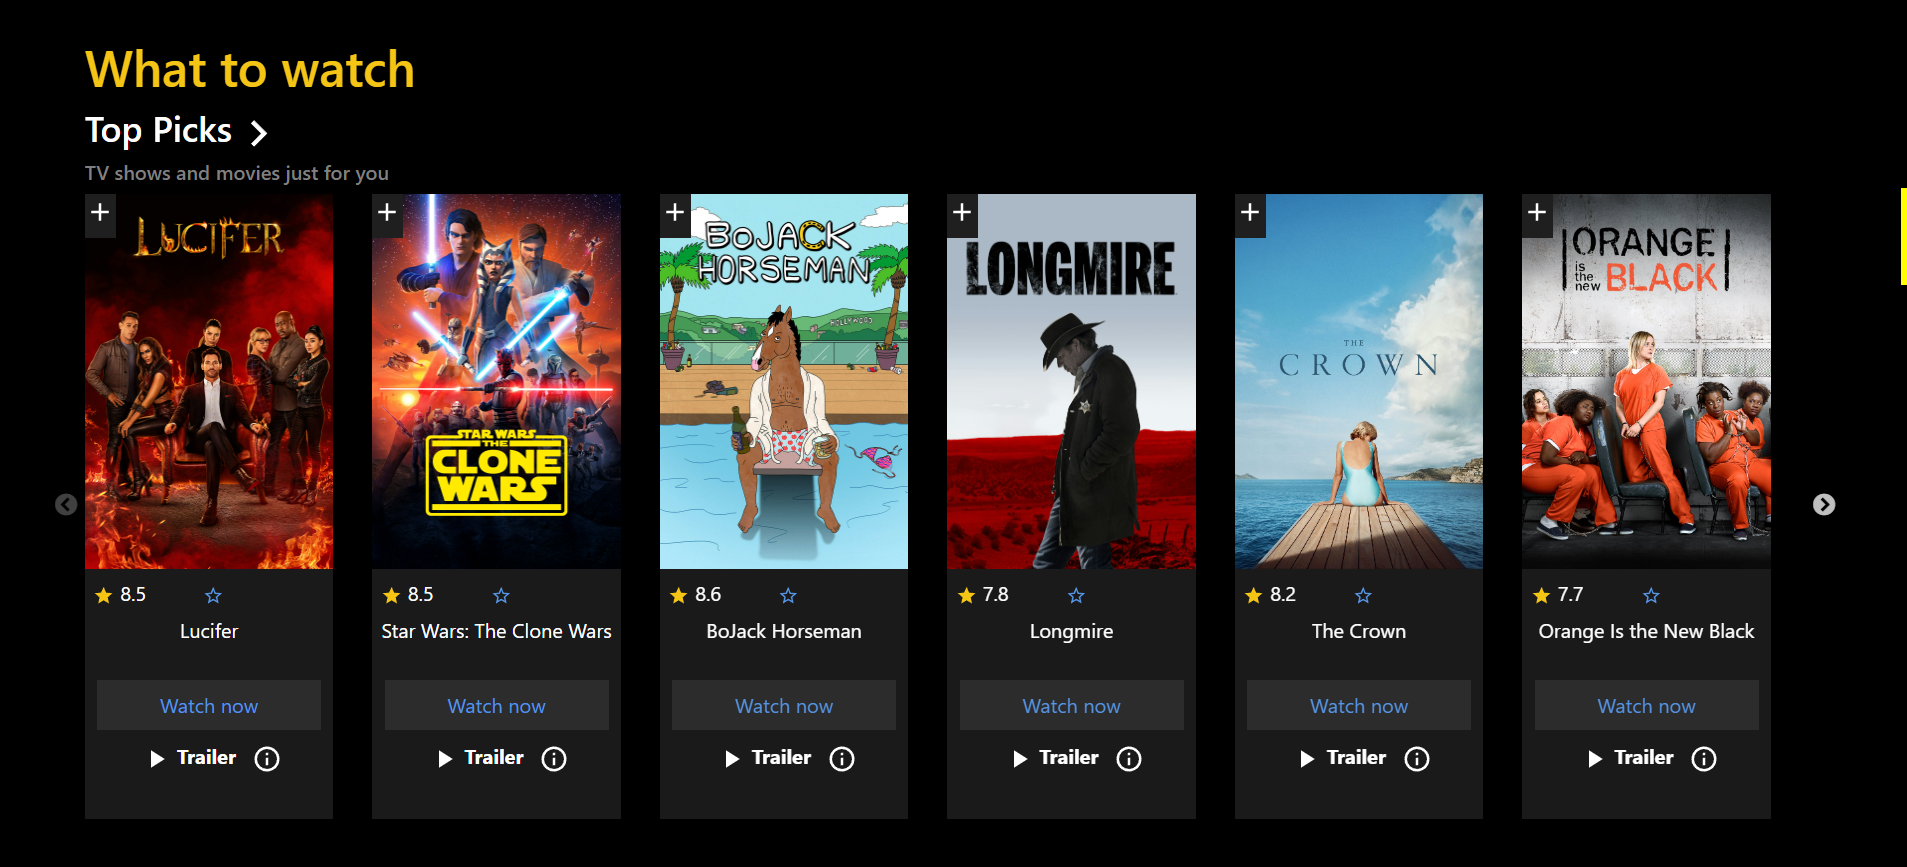 What to watch
Top Picks
TV shows and movies just for you
LUCIFER
STAR WARS
THE
CLONE
WARS
BOJACK
HORSEMAN
HOLLYWOOD
LONGMIRE
THE
CROWN
ORANGE
is the new BLACK
8.5
8.5
8.6
7.8
8.2
7.7
Lucifer
Star Wars: The Clone Wars
BoJack Horseman
Longmire
The Crown
Orange Is the New Black
Watch now
Watch now
Watch now
Watch now
Watch now
Watch now
Trailer
Trailer
Trailer
Trailer
Trailer
Trailer